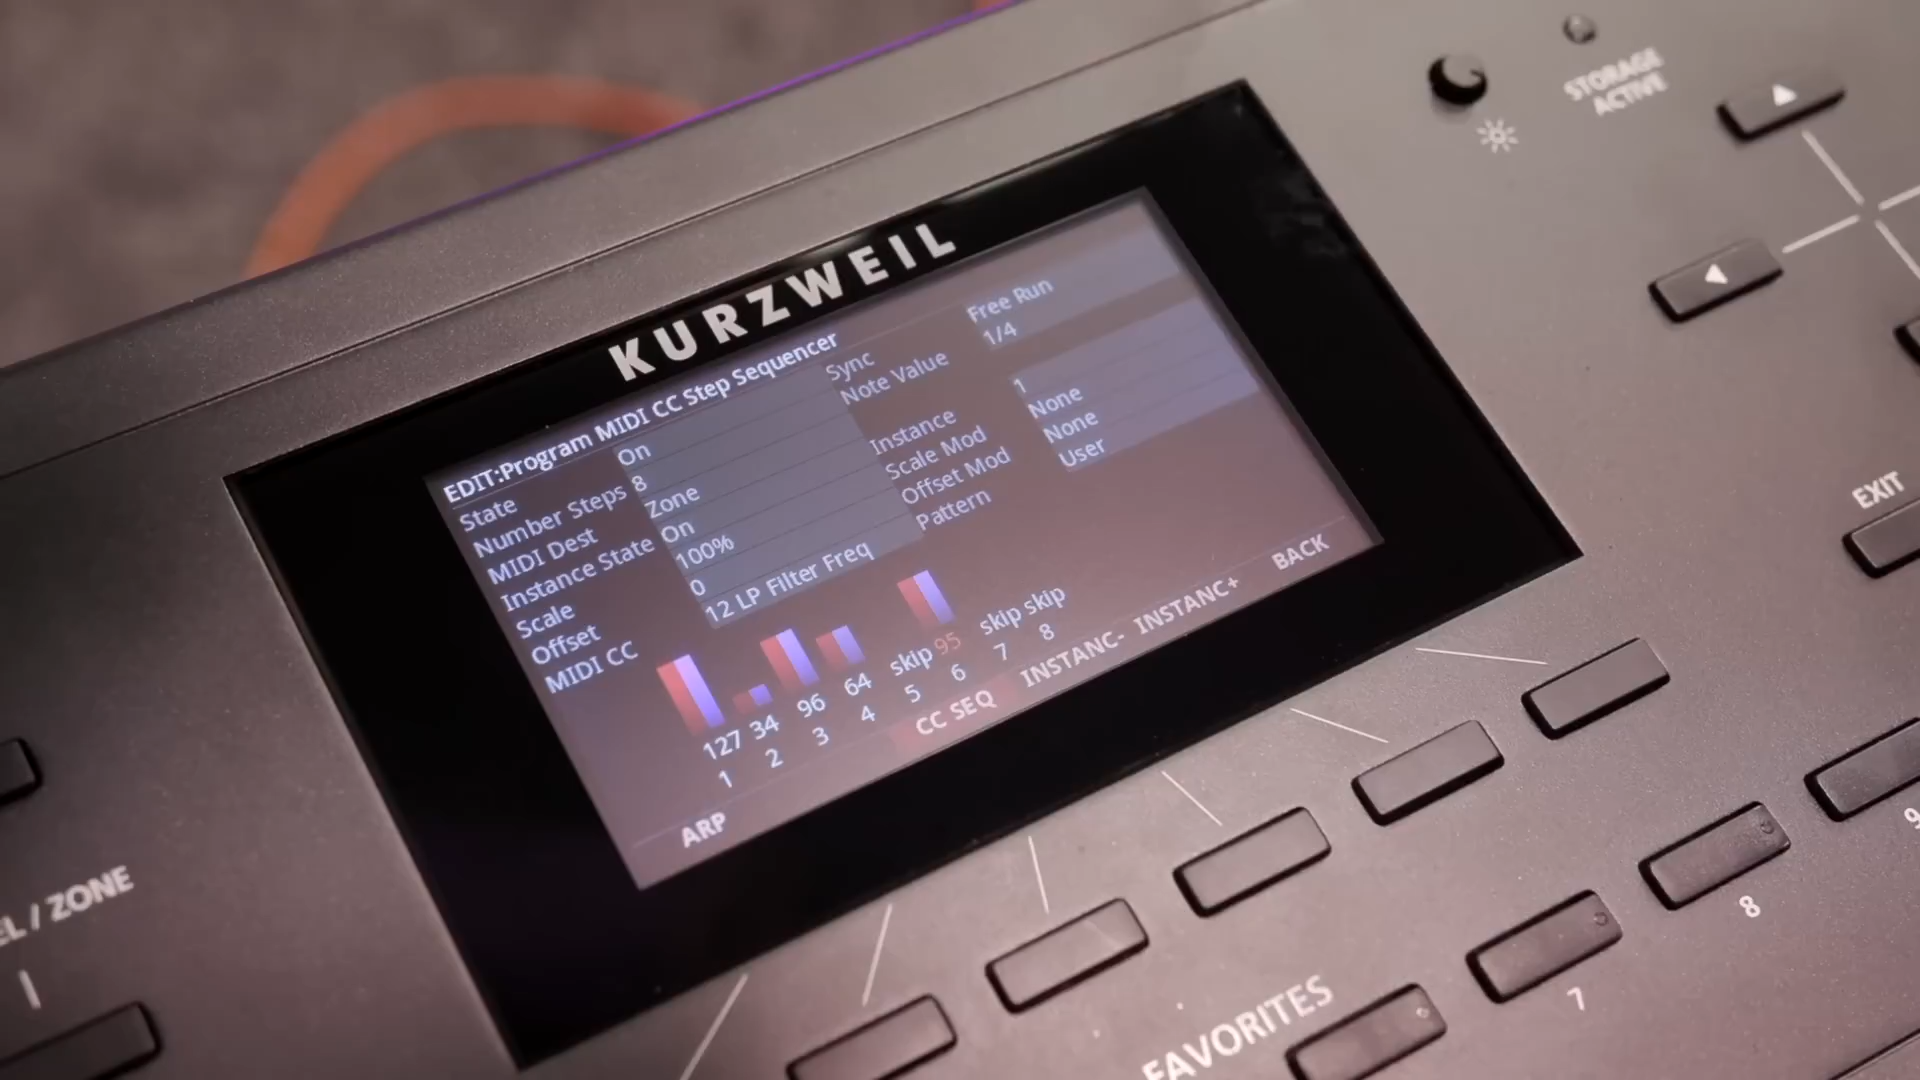 STORAGE
ACTIVE
KURZWEIL
EDIT:Program MIDI CC Step Sequencer
State On Sync Free Run
Number Steps 8 Note Value 1/4
MIDI Dest Zone
Instance State On Instance 1
Scale 100% Scale Mod None
Offset 0 Offset Mod None
MIDI CC 12 LP Filter Freq Pattern User
127 34 96 64 skip 95 skip skip
1 2 3 4 5 6 7 8
ARP CC SEQ INSTANC- INSTANC+ BACK
EXIT
/ ZONE
FAVORITES
7
8
9